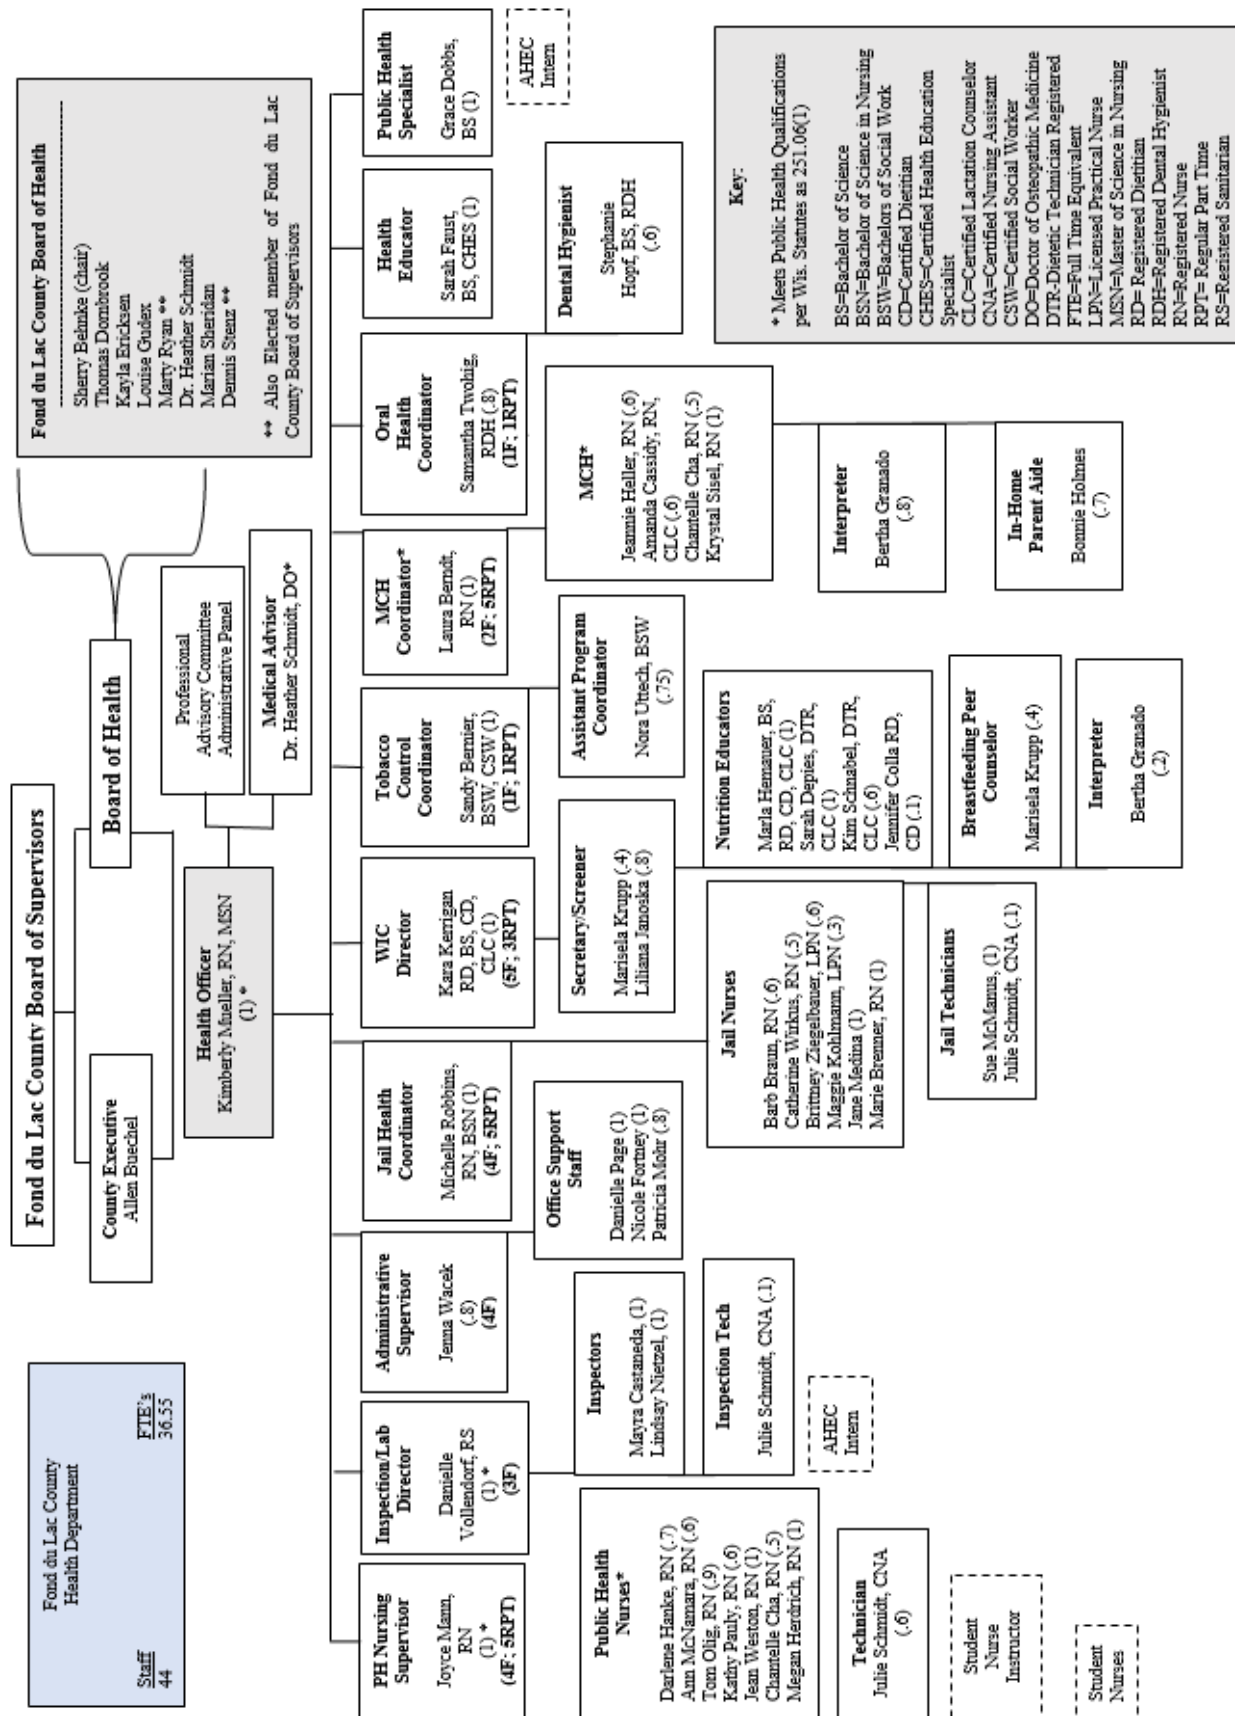 Fond du Lac County
Health Department
Staff
44
FTE's
36.55
Fond du Lac County Board of Supervisors
County Executive
Allen Buechel
Board of Health
Fond du Lac County Board of Health
Sherry Behnke (chair)
Thomas Dornbrook
Kayla Ericksen
Louise Gudex
Marty Ryan **
Dr. Heather Schmidt
Marian Sheridan
Dennis Stenz **
** Also Elected member of Fond du Lac
County Board of Supervisors
Health Officer
Kimberly Mueller, RN, MSN
(1) *
Professional
Advisory Committee
Administrative Panel
Medical Advisor
Dr. Heather Schmidt, DO*
PH Nursing
Supervisor
Joyce Mann,
RN
(1) *
(4F; 5RPT)
Inspection/Lab
Director
Danielle
Vollendorf, RS
(1) *
(3F)
Administrative
Supervisor
Jenna Wacek
(.8)
(4F)
Jail Health
Coordinator
Michelle Robbins,
RN, BSN (1)
(4F; 5RPT)
WIC
Director
Kara Kerrigan
RD, BS, CD,
CLC (1)
(5F; 3RPT)
Tobacco
Control
Coordinator
Sandy Bernier,
BSW, CSW (1)
(1F; 1RPT)
MCH
Coordinator*
Laura Berndt,
RN (1)
(2F; 5RPT)
Oral
Health
Coordinator
Samantha Twohig,
RDH (.8)
(1F; 1RPT)
Health
Educator
Sarah Faust,
BS, CHES (1)
Public Health
Specialist
Grace Dobbs,
BS (1)
AHEC
Intern
Public Health
Nurses*
Darlene Hanke, RN (.7)
Ann McNamara, RN (.6)
Tom Olig, RN (.9)
Kathy Pauly, RN (.6)
Jean Weston, RN (1)
Chantelle Cha, RN (.5)
Megan Herdrich, RN (1)
Technician
Julie Schmidt, CNA
(.6)
Student
Nurse
Instructor
Student
Nurses
Inspectors
Mayra Castaneda, (1)
Lindsay Nietzel, (1)
Inspection Tech
Julie Schmidt, CNA (.1)
AHEC
Intern
Office Support
Staff
Danielle Page (1)
Nicole Fortney (1)
Patricia Mohr (.8)
Jail Nurses
Barb Braun, RN (.6)
Catherine Wirkus, RN (.5)
Brittney Ziegelbauer, LPN (.6)
Maggie Kohlmann, LPN (.3)
Jane Medina (1)
Marie Brenner, RN (1)
Jail Technicians
Sue McManus, (1)
Julie Schmidt, CNA (.1)
Secretary/Screener
Marisela Krupp (.4)
Liliana Janoska (.8)
Nutrition Educators
Marla Hemauer, BS,
RD, CD, CLC (1)
Sarah Depies, DTR,
CLC (1)
Kim Schnabel, DTR,
CLC (.6)
Jennifer Colla RD,
CD (.1)
Breastfeeding Peer
Counselor
Marisela Krupp (.4)
Interpreter
Bertha Granado
(.2)
Assistant Program
Coordinator
Nora Uttech, BSW
(.75)
MCH*
Jeannie Heller, RN (.6)
Amanda Cassidy, RN,
CLC (.6)
Chantelle Cha, RN (.5)
Krystal Sisel, RN (1)
Interpreter
Bertha Granado
(.8)
In-Home
Parent Aide
Bonnie Holmes
(.7)
Dental Hygienist
Stephanie
Hopf, BS, RDH
(.6)
Key:
* Meets Public Health Qualifications
per Wis. Statutes as 251.06(1)
BS=Bachelor of Science
BSN=Bachelor of Science in Nursing
BSW=Bachelors of Social Work
CD=Certified Dietitian
CHES=Certified Health Education
Specialist
CLC=Certified Lactation Counselor
CNA=Certified Nursing Assistant
CSW=Certified Social Worker
DO=Doctor of Osteopathic Medicine
DTR-Dietetic Technician Registered
FTE=Full Time Equivalent
LPN=Licensed Practical Nurse
MSN=Master of Science in Nursing
RD= Registered Dietitian
RDH=Registered Dental Hygienist
RN=Registered Nurse
RPT= Regular Part Time
RS=Registered Sanitarian